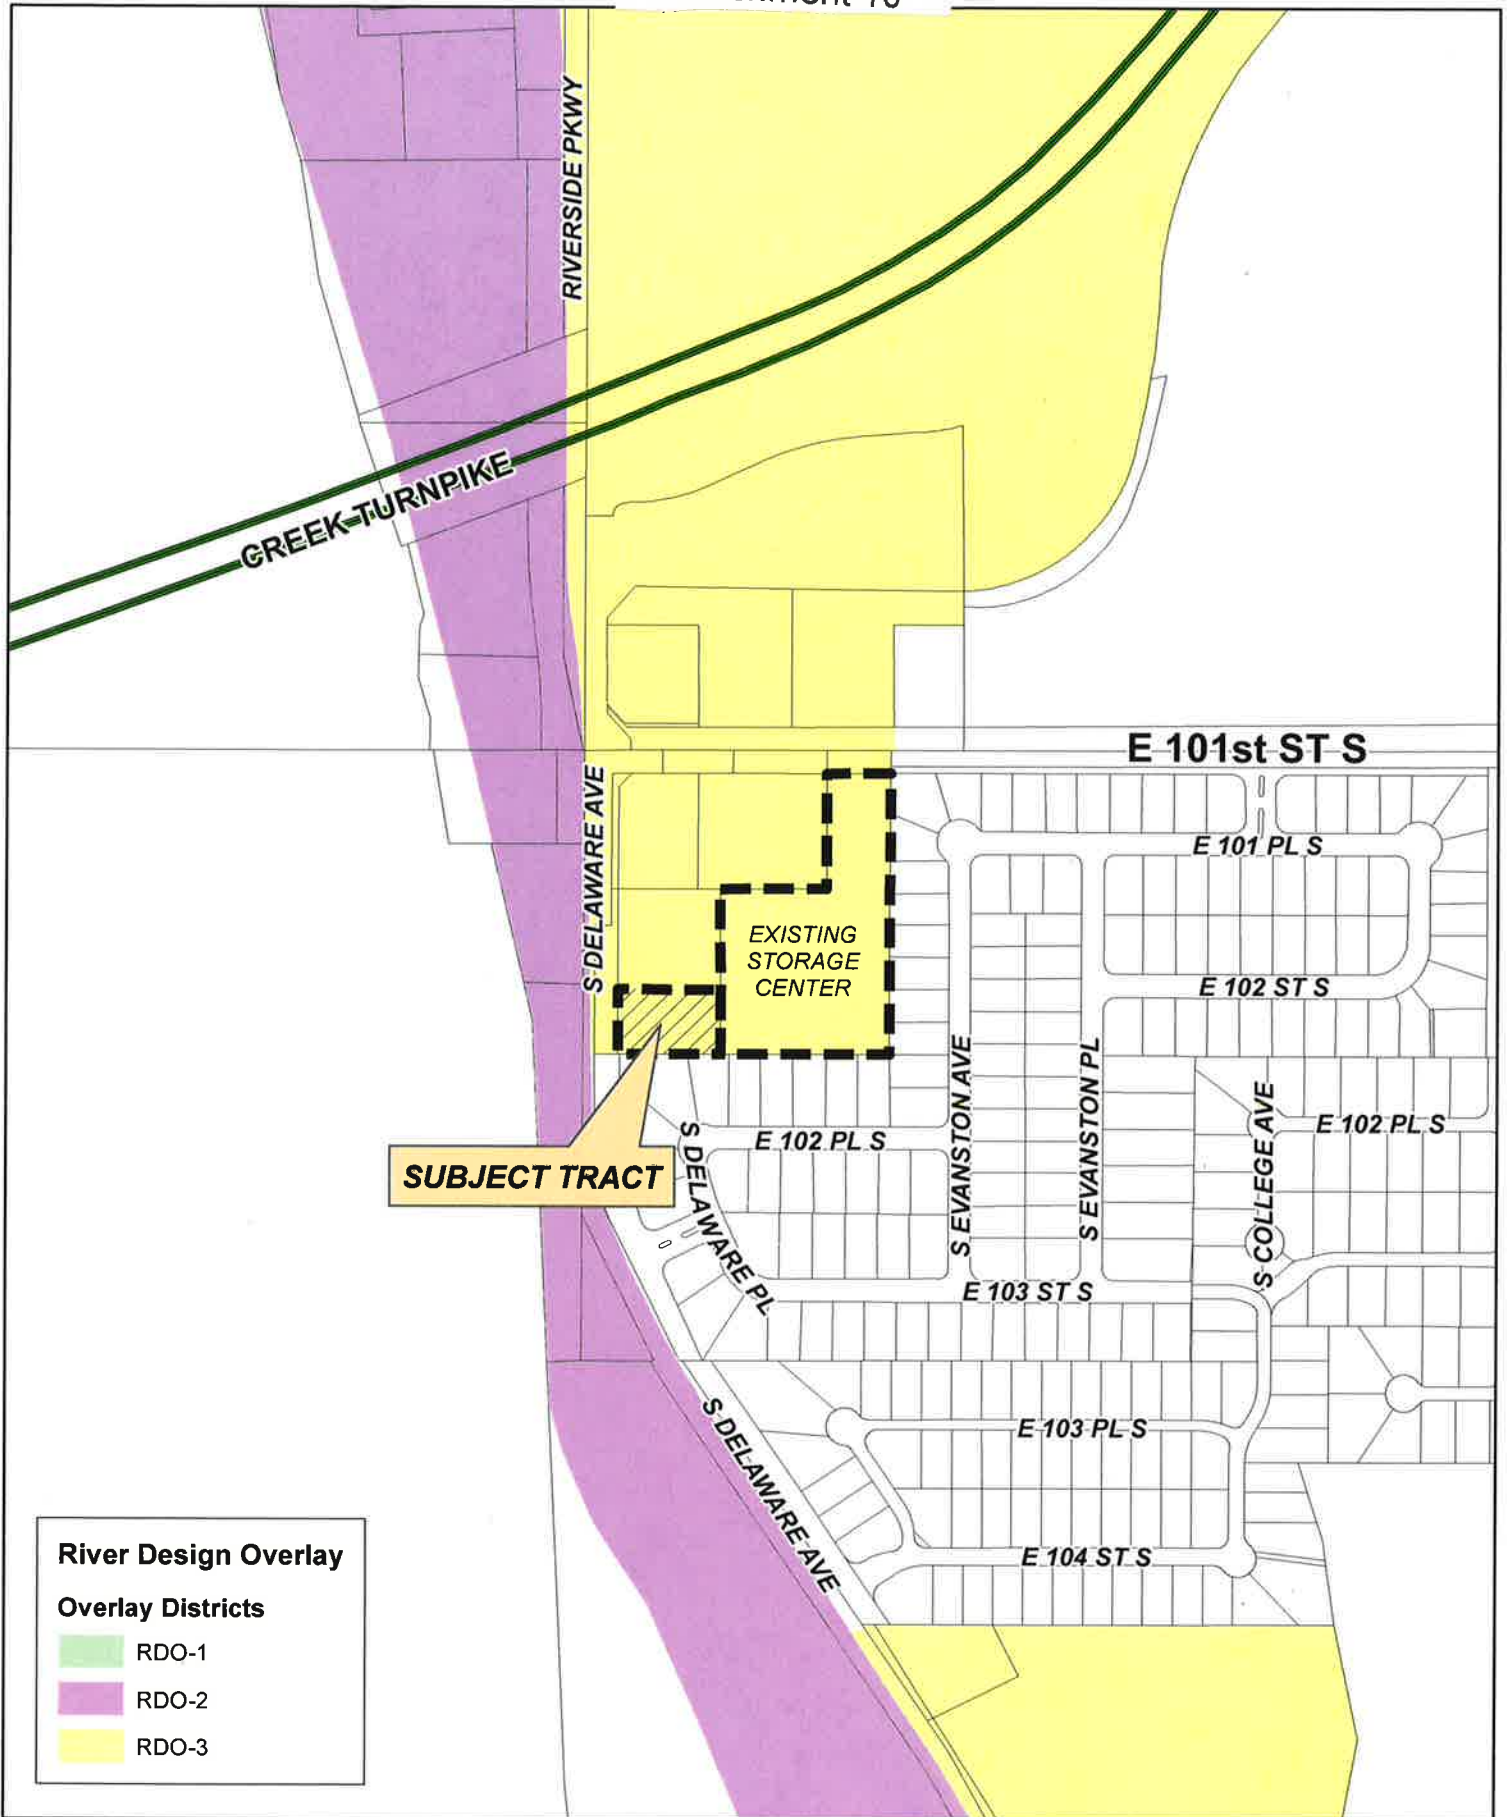 RIVERSIDE PKWY
CREEK TURNPIKE
E 101st ST S
S DELAWARE AVE
E 101 PL S
EXISTING
STORAGE
CENTER
E 102 ST S
S EVANSTON AVE
S EVANSTON PL
S COLLEGE AVE
E 102 PL S
E 102 PL S
SUBJECT TRACT
S DELAWARE PL
E 103 ST S
S DELAWARE AVE
E 103 PL S
E 104 ST S
River Design Overlay
Overlay Districts
RDO-1
RDO-2
RDO-3